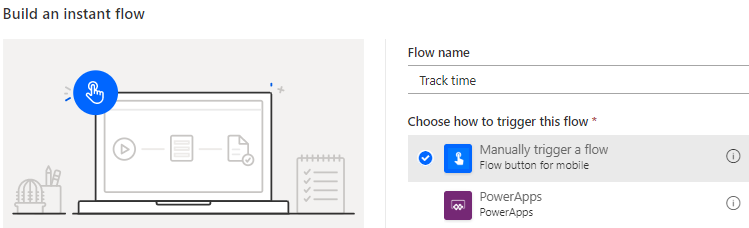 Build an instant flow
Flow name
Track time
Choose how to trigger this flow *
Manually trigger a flow
Flow button for mobile
PowerApps
PowerApps